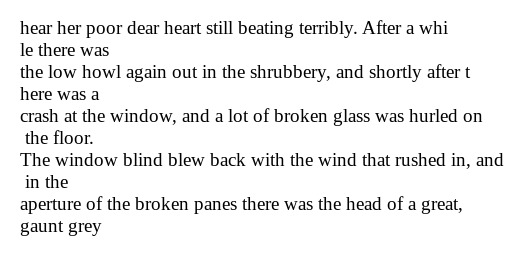 hear her poor dear heart still beating terribly. After a whi
le there was
the low howl again out in the shrubbery, and shortly after t
here was a
crash at the window, and a lot of broken glass was hurled on
 the floor.
The window blind blew back with the wind that rushed in, and
 in the
aperture of the broken panes there was the head of a great,
gaunt grey